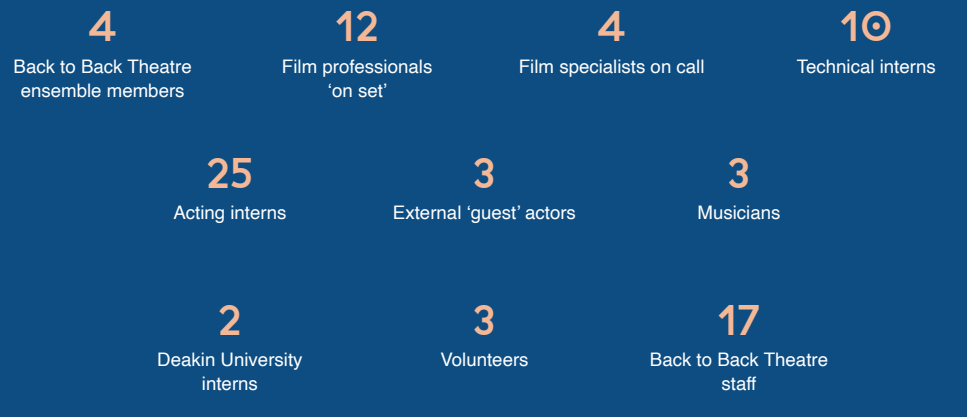 4
Back to Back Theatre
ensemble members
12
Film professionals
‘on set’
4
Film specialists on call
10
Technical interns
25
Acting interns
3
External ‘guest’ actors
3
Musicians
2
Deakin University
interns
3
Volunteers
17
Back to Back Theatre
staff